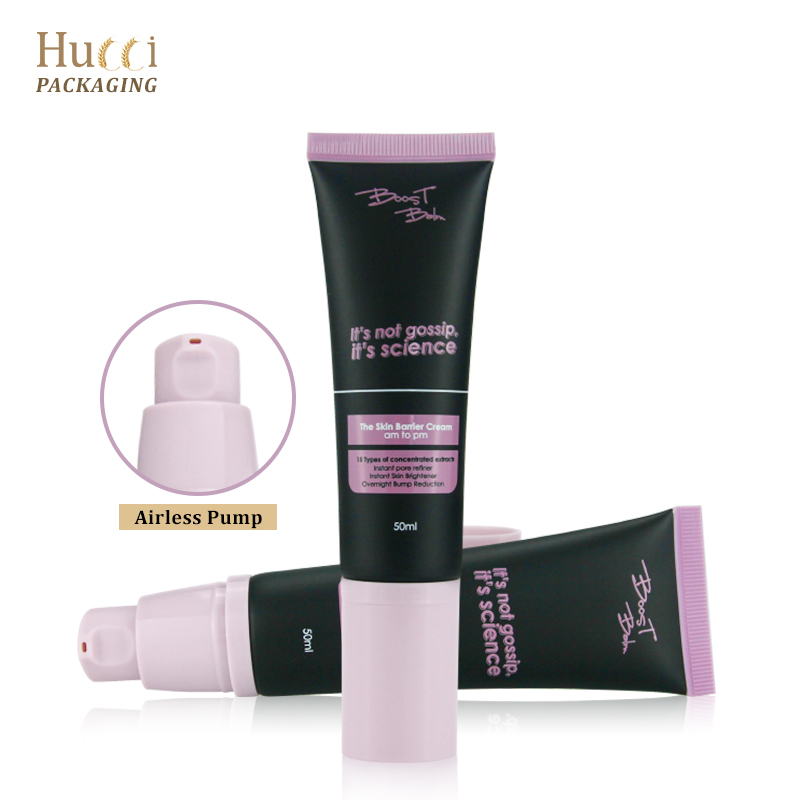 Hucci
PACKAGING
BoosT
Balm
It's not gossip,
it's science
The Skin Barrier Cream
am to pm
15 Types of concentrated extracts
Instant pore refiner
Instant Skin Brightener
Overnight Bump Reduction
50ml
Airless Pump
50ml
It's not gossip,
it's science
BoosT
Balm